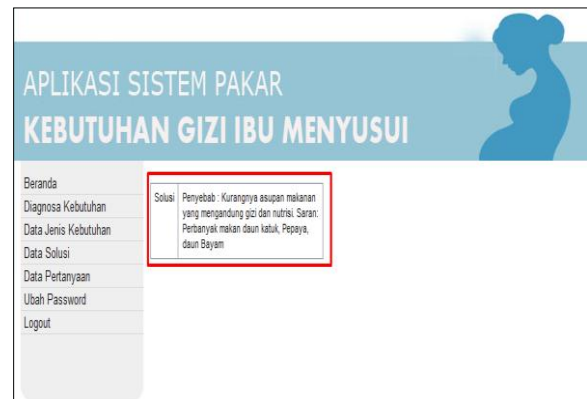 APLIKASI SISTEM PAKAR
KEBUTUHAN GIZI IBU MENYUSUI
Beranda
Diagnosa Kebutuhan
Data Jenis Kebutuhan
Data Solusi
Data Pertanyaan
Ubah Password
Logout
Solusi
Penyebab : Kurangnya asupan makanan
yang mengandung gizi dan nutrisi. Saran:
Perbanyak makan daun katuk, Pepaya,
daun Bayam